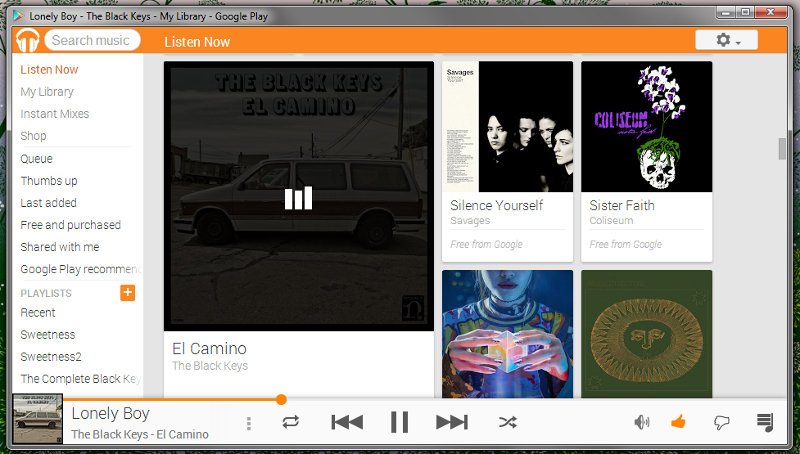 Lonely Boy - The Black Keys - My Library - Google Play
Search music
Listen Now
Listen Now
My Library
Instant Mixes
Shop
Queue
Thumbs up
Last added
Free and purchased
Shared with me
Google Play recommen
PLAYLISTS
Recent
Sweetness
Sweetness2
The Complete Black Key
THE BLACK KEYS
EL CAMINO
El Camino
The Black Keys
Savages
Silence Yourself
Savages
Free from Google
COLISEUM
sister faith
Sister Faith
Coliseum
Free from Google
Lonely Boy
The Black Keys - El Camino